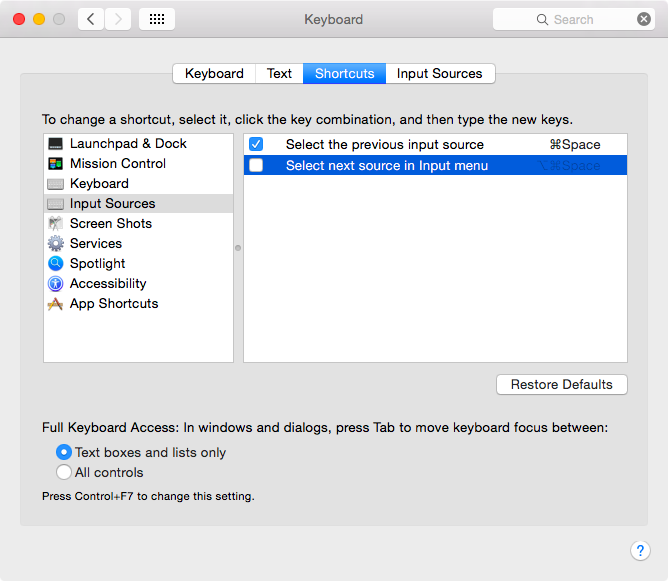 Keyboard
Search
Keyboard Text Shortcuts Input Sources
To change a shortcut, select it, click the key combination, and then type the new keys.
Launchpad & Dock
Mission Control
Keyboard
Input Sources
Screen Shots
Services
Spotlight
Accessibility
App Shortcuts
Select the previous input source ⌘Space
Select next source in Input menu ⌥⌘Space
Restore Defaults
Full Keyboard Access: In windows and dialogs, press Tab to move keyboard focus between:
Text boxes and lists only
All controls
Press Control+F7 to change this setting.
?